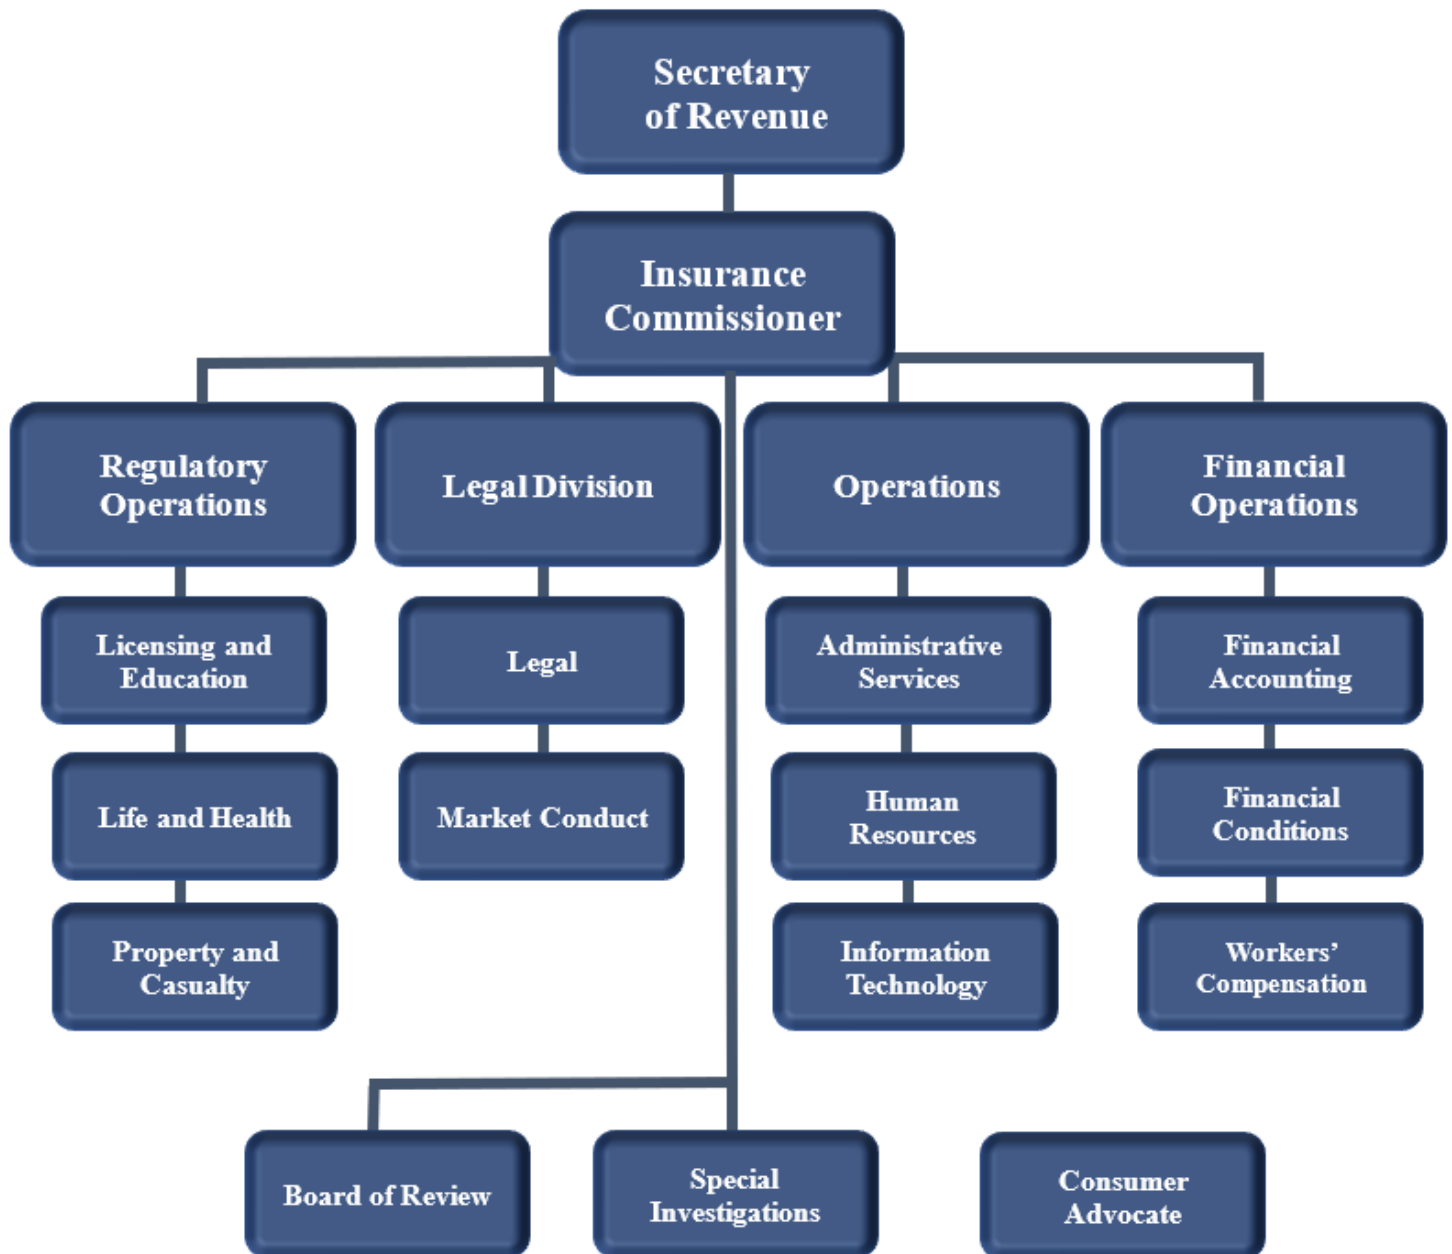 Secretary
of Revenue
Insurance
Commissioner
Regulatory
Operations
Legal Division
Operations
Financial
Operations
Licensing and
Education
Legal
Administrative
Services
Financial
Accounting
Life and Health
Market Conduct
Human
Resources
Financial
Conditions
Property and
Casualty
Information
Technology
Workers’
Compensation
Board of Review
Special
Investigations
Consumer
Advocate